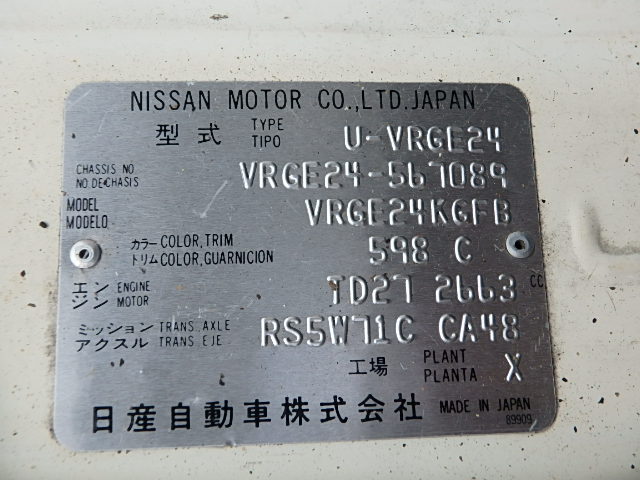 NISSAN MOTOR CO.,LTD.JAPAN
型式 TYPE TIPO U-VRGE24
CHASSIS NO NO DE CHASIS VRGE24-567089
MODEL MODELO VRGE24KGFB
カラー COLOR, TRIM
トリム COLOR, GUARNICION 598 C
エンジン ENGINE MOTOR TD27 2663 CC
ミッション TRANS. AXLE
アクスル TRANS EJE RS5W71C CA48
工場 PLANT PLANTA X
日産自動車株式会社 MADE IN JAPAN
89909